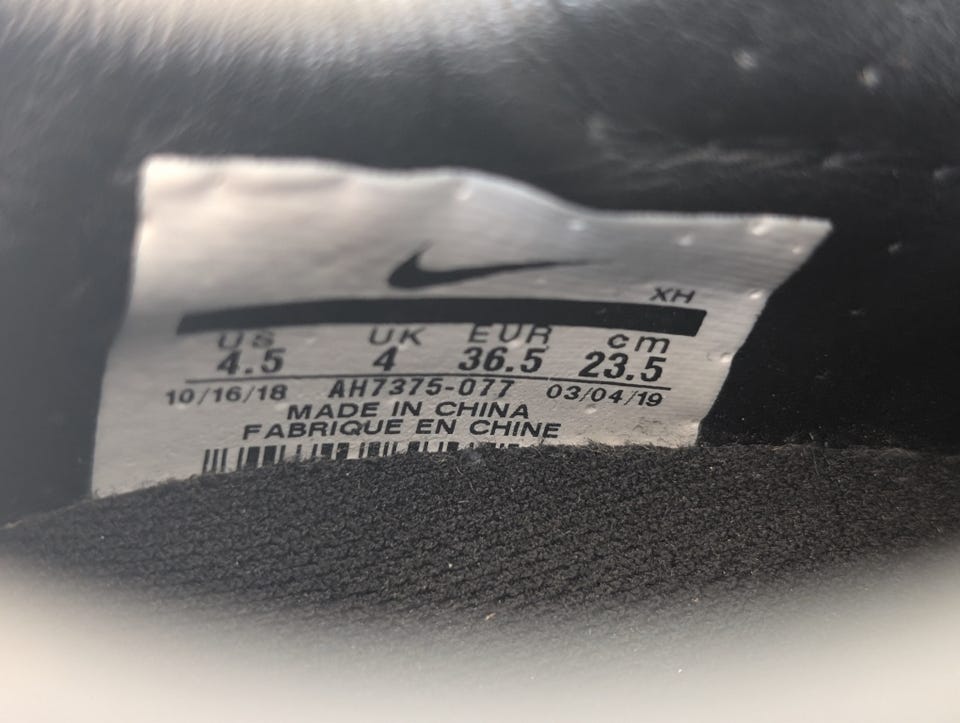 XH
US UK EUR cm
4.5 4 36.5 23.5
10/16/18 AH7375-077 03/04/19
MADE IN CHINA
FABRIQUE EN CHINE